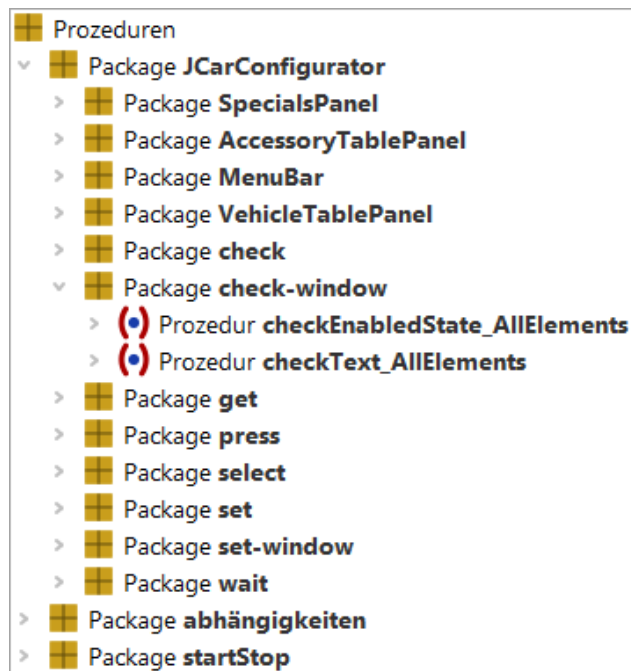 Prozeduren
Package JCarConfigurator
Package SpecialsPanel
Package AccessoryTablePanel
Package MenuBar
Package VehicleTablePanel
Package check
Package check-window
Prozedur checkEnabledState_AllElements
Prozedur checkText_AllElements
Package get
Package press
Package select
Package set
Package set-window
Package wait
Package abhängigkeiten
Package startStop